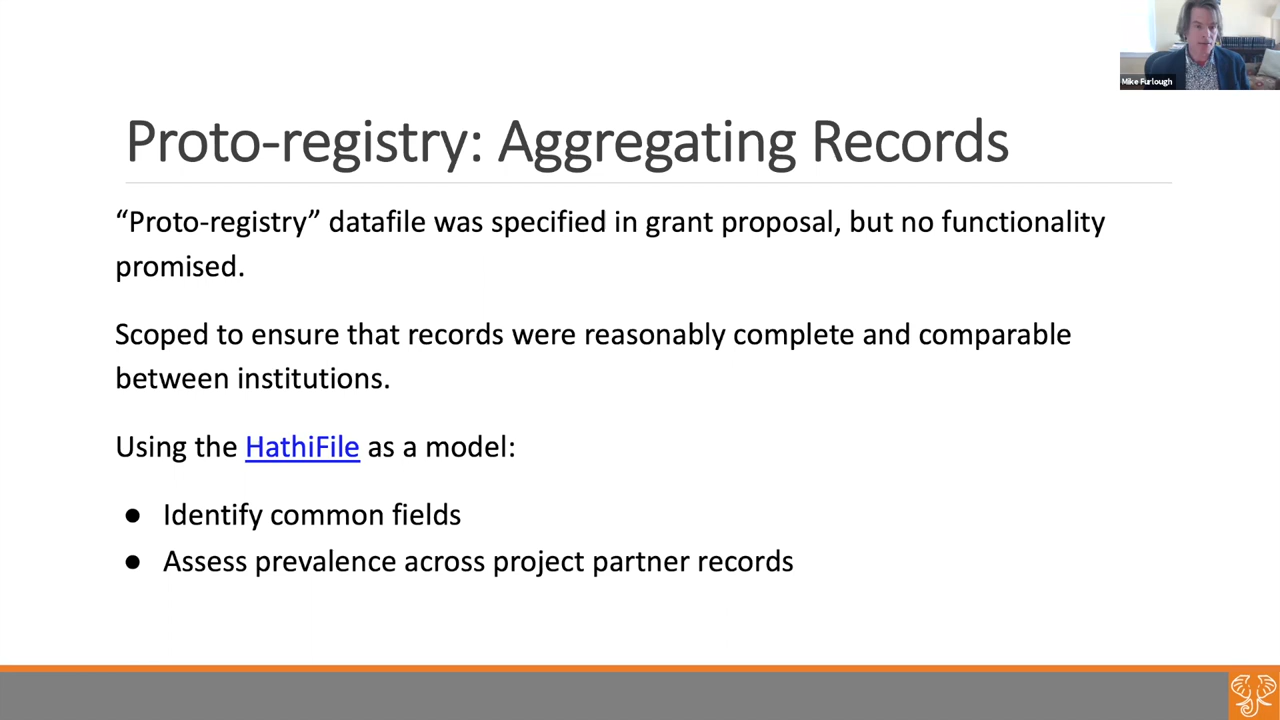 Mike Furlough
Proto-registry: Aggregating Records
“Proto-registry” datafile was specified in grant proposal, but no functionality
promised.
Scoped to ensure that records were reasonably complete and comparable
between institutions.
Using the HathiFile as a model:
● Identify common fields
● Assess prevalence across project partner records